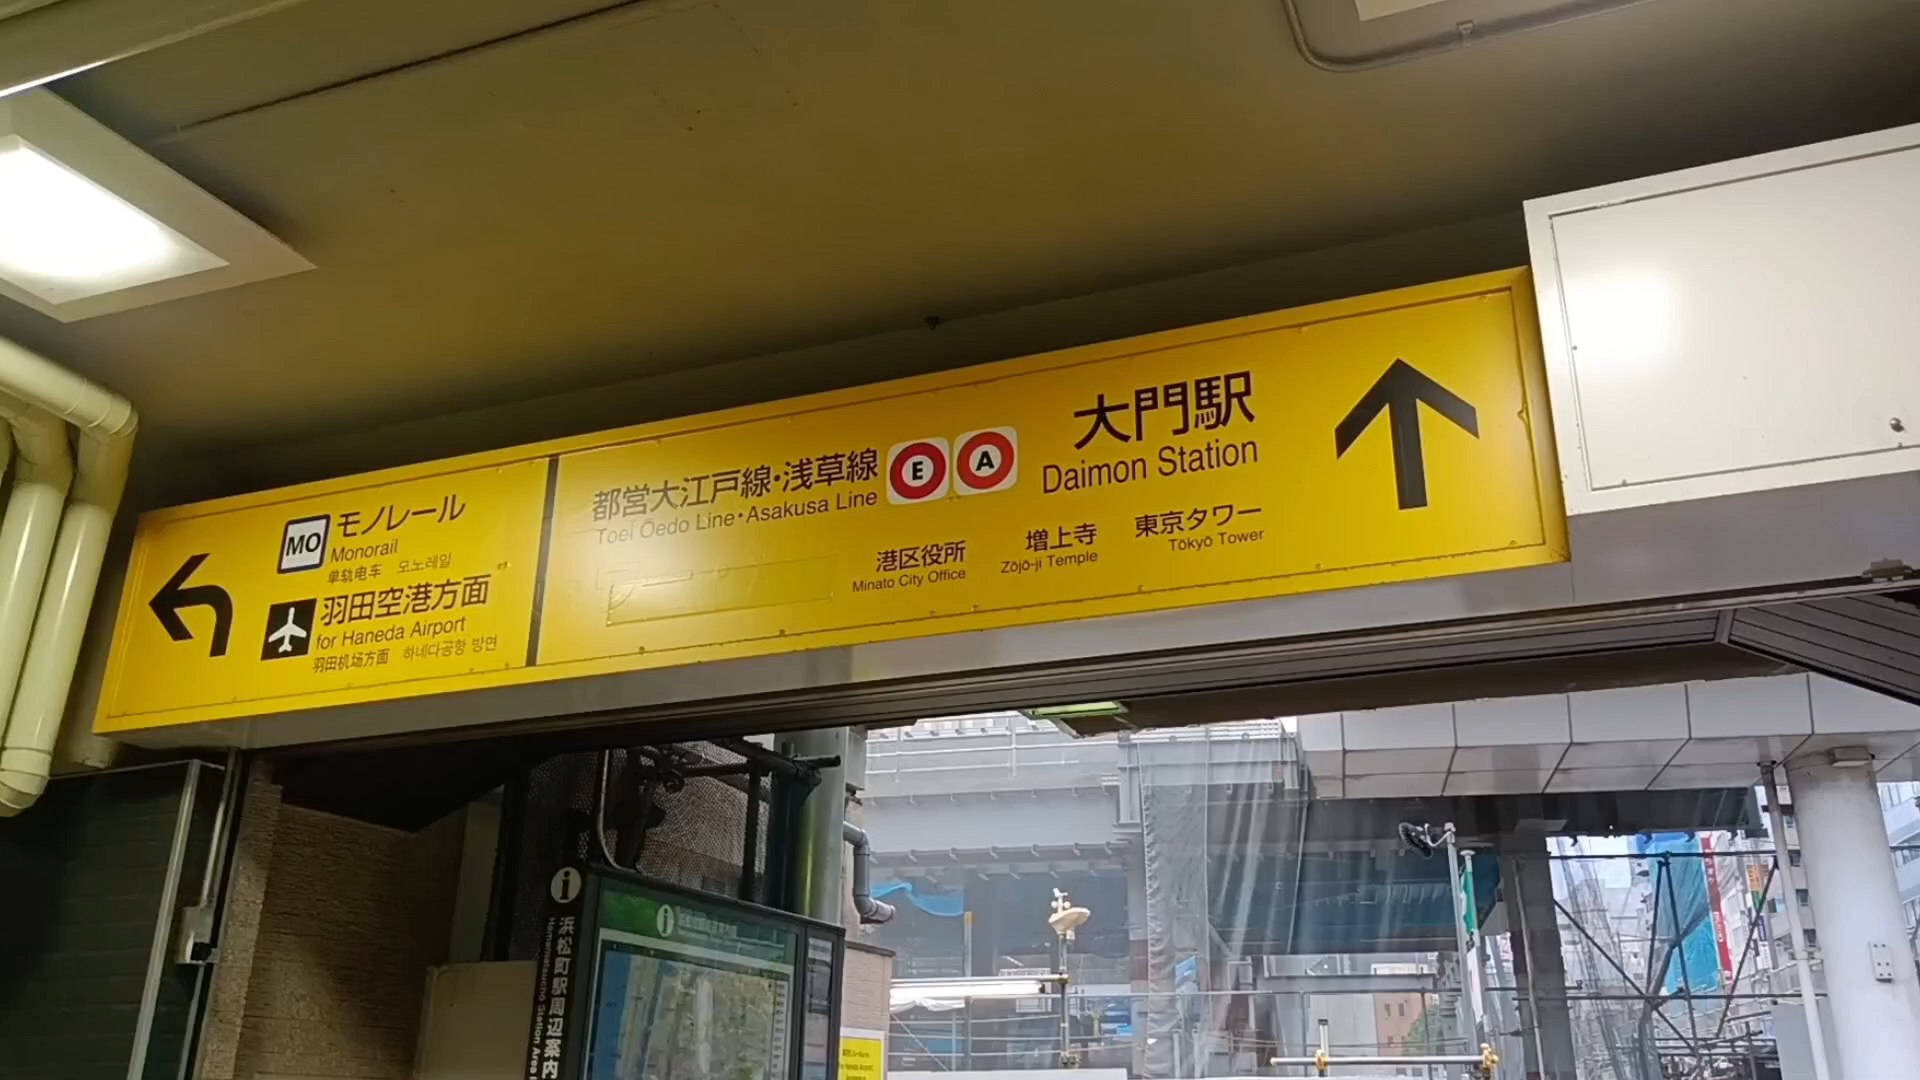 MO
モノレール
Monorail
单轨电车 모노레일
羽田空港方面
for Haneda Airport
羽田机场方面 하네다공항 방면
都営大江戸線・浅草線
Toei Ōedo Line・Asakusa Line
E
A
大門駅
Daimon Station
港区役所
Minato City Office
増上寺
Zōjō-ji Temple
東京タワー
Tōkyō Tower
i
浜松町駅周辺案内
Hamamatsucho Station Area
i